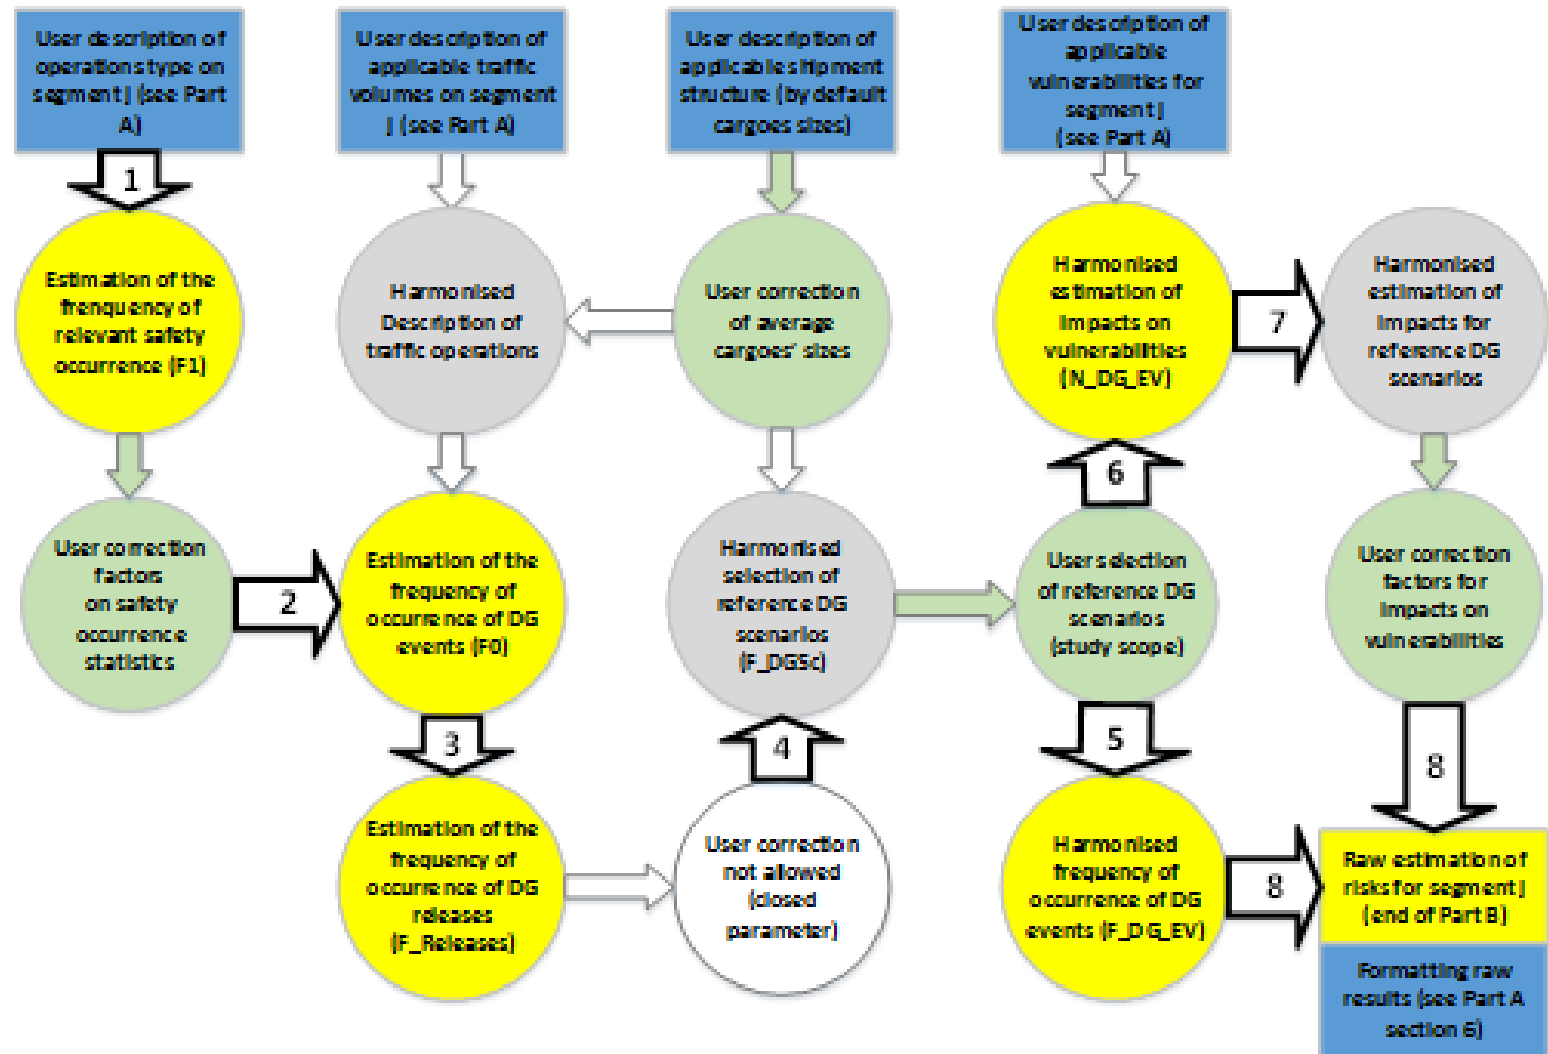 User description of
operations type on
segment j (see Part
A)
User description of
applicable traffic
volumes on segment
j (see Part A)
User description of
applicable shipment
structure (by default
cargoes sizes)
User description of
applicable
vulnerabilities for
segment j
(see Part A)
1
Estimation of the
frenquency of
relevant safety
occurrence (F1)
Harmonised
Description of
traffic operations
User correction
of average
cargoes' sizes
Harmonised
estimation of
impacts on
vulnerabilities
(N_DG_EV)
7
Harmonised
estimation of
impacts for
reference DG
scenarios
User correction
factors
on safety
occurrence
statistics
2
Estimation of the
frequency of
occurrence of DG
events (F0)
Harmonised
selection of
reference DG
scenarios
(F_DGSc)
6
User selection
of reference DG
scenarios
(study scope)
User correction
factors for
impacts on
vulnerabilities
3
4
5
8
Estimation of the
frequency of
occurrence of DG
releases
(F_Releases)
User correction
not allowed
(closed
parameter)
Harmonised
frequency of
occurrence of DG
events (F_DG_EV)
8
Raw estimation of
risks for segment j
(end of Part B)
Formatting raw
results (see Part A
section 6)